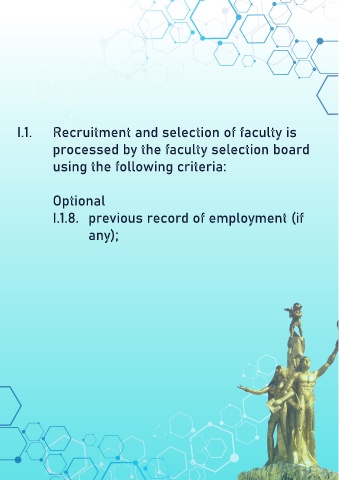 I.1. Recruitment and selection of faculty is
processed by the faculty selection board
using the following criteria:
Optional
I.1.8. previous record of employment (if
any);